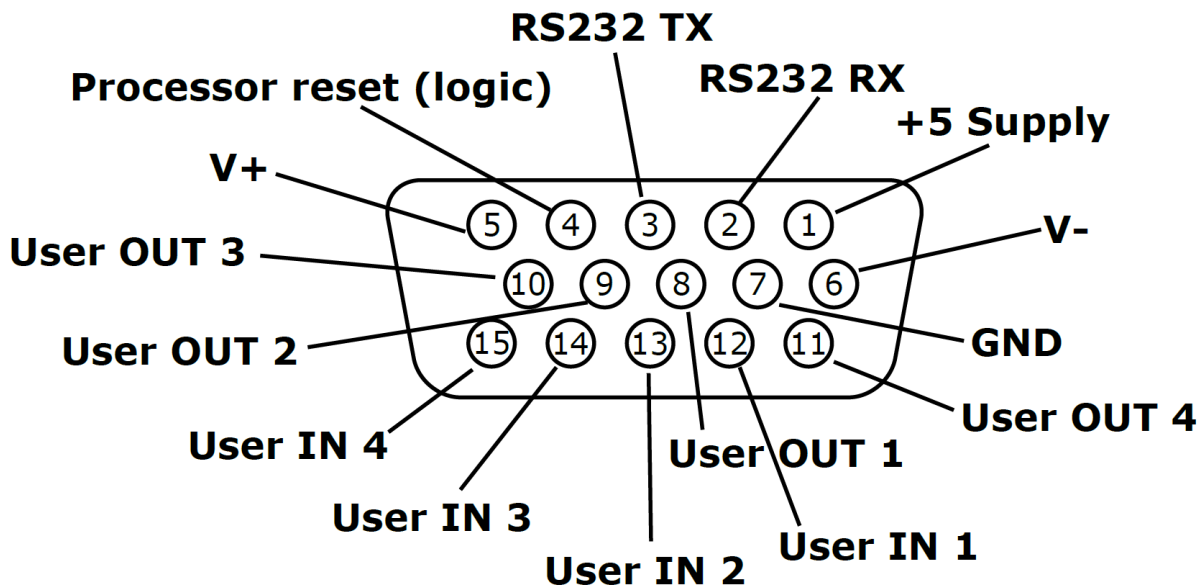 RS232 TX
RS232 RX
Processor reset (logic)
+5 Supply
V+
5 4 3 2 1
V-
User OUT 3
10 9 8 7 6
User OUT 2
GND
15 14 13 12 11
User OUT 4
User IN 4
User OUT 1
User IN 3
User IN 1
User IN 2